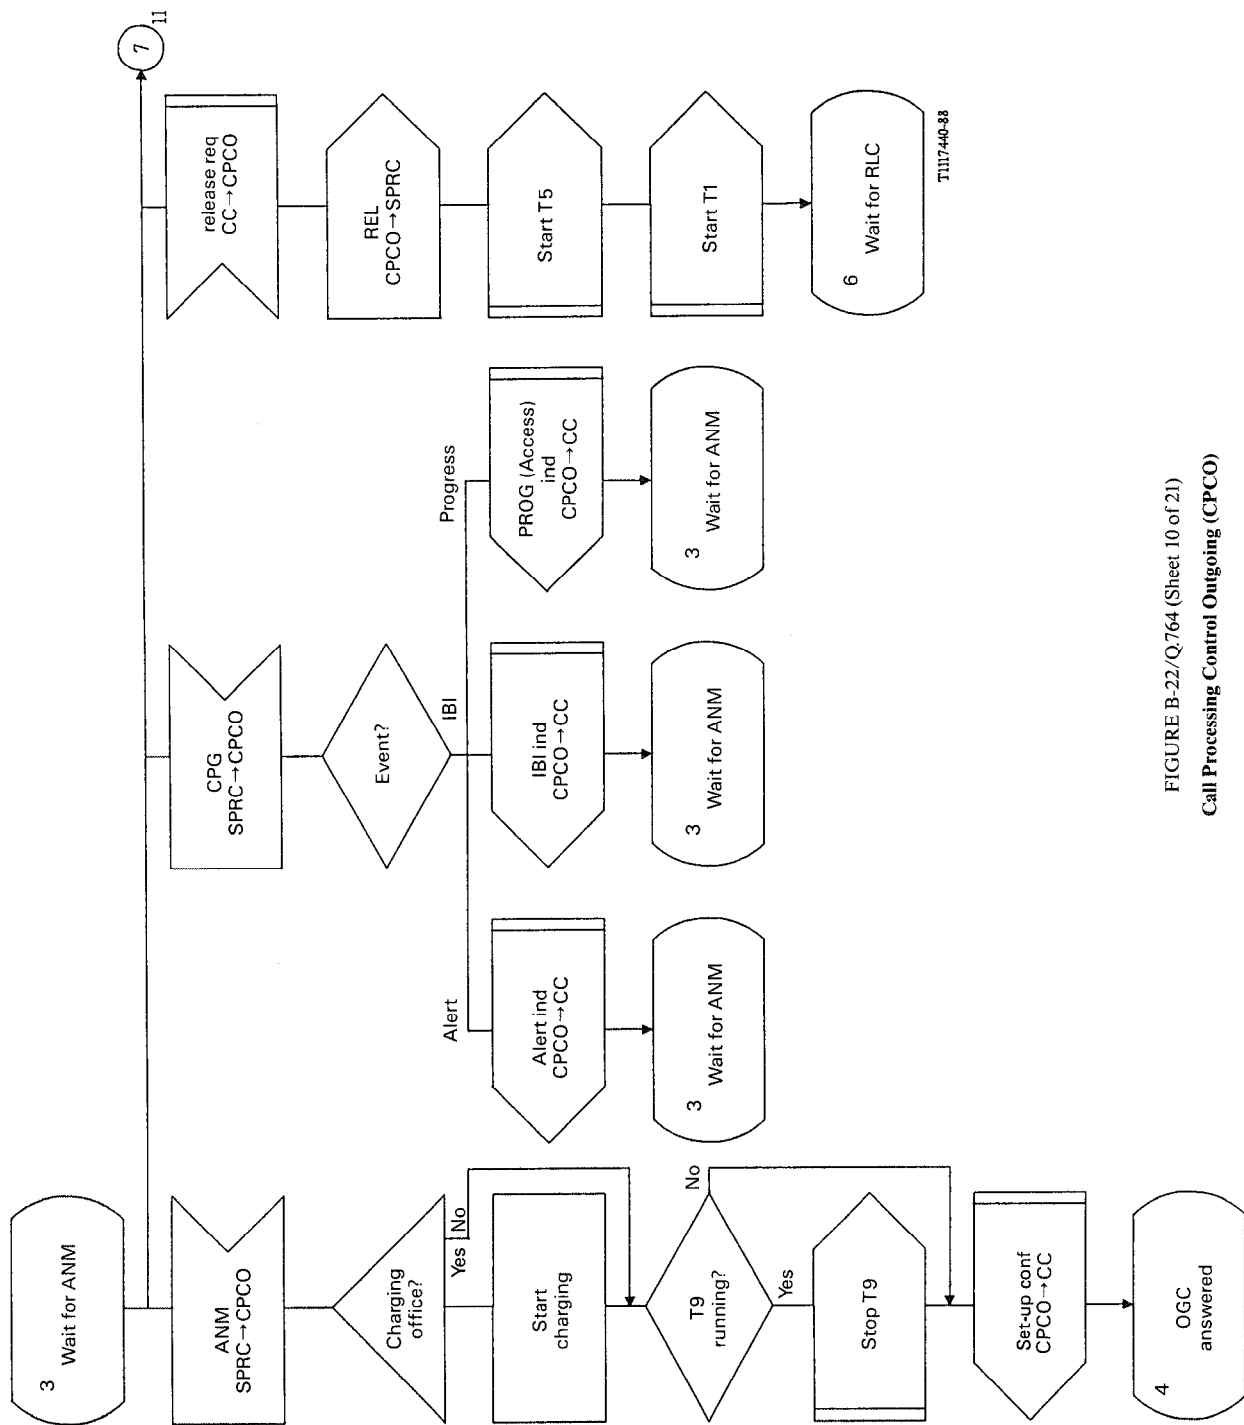 3
Wait for ANM
7
11
ANM
SPRC→CPCO
Charging
office?
Yes
No
Start
charging
T9
running?
No
Yes
Stop T9
Set-up conf
CPCO→CC
4
OGC
answered
CPG
SPRC→CPCO
Event?
Alert
IBI
Progress
Alert ind
CPCO→CC
3
Wait for ANM
IBI ind
CPCO→CC
3
Wait for ANM
PROG (Access)
ind
CPCO→CC
3
Wait for ANM
release req
CC→CPCO
REL
CPCO→SPRC
Start T5
Start T1
6
Wait for RLC
T1117440-88
FIGURE B-22/Q.764 (Sheet 10 of 21)
Call Processing Control Outgoing (CPCO)